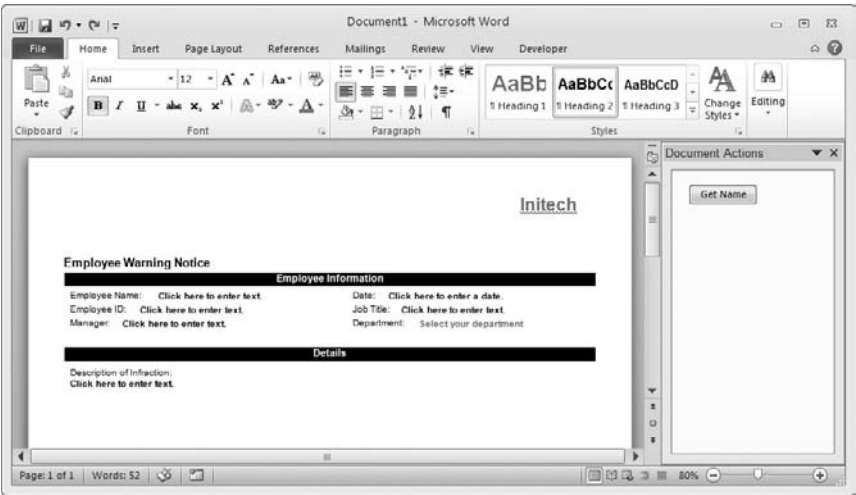 Document1 - Microsoft Word
File Home Insert Page Layout References Mailings Review View Developer
Paste
Arial 12
Aa
B I U abc x₂ x² A
AaBb AaBbCc AaBbCcD
¶ Heading 1 ¶ Heading 2 ¶ Heading 3
Change Styles
Editing
Clipboard Font Paragraph Styles
Document Actions
Get Name
Initech
Employee Warning Notice
Employee Information
Employee Name: Click here to enter text. Date: Click here to enter a date.
Employee ID: Click here to enter text. Job Title: Click here to enter text.
Manager: Click here to enter text. Department: Select your department
Details
Description of Infraction:
Click here to enter text.
Page: 1 of 1 Words: 52 80%